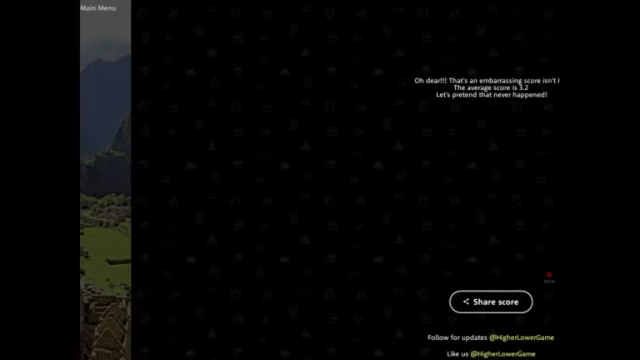 Main Menu
Oh dear!!! That's an embarrassing score isn't i
The average score is 3.2
Let's pretend that never happened!
Share score
Follow for updates @HigherLowerGame
Like us @HigherLowerGame